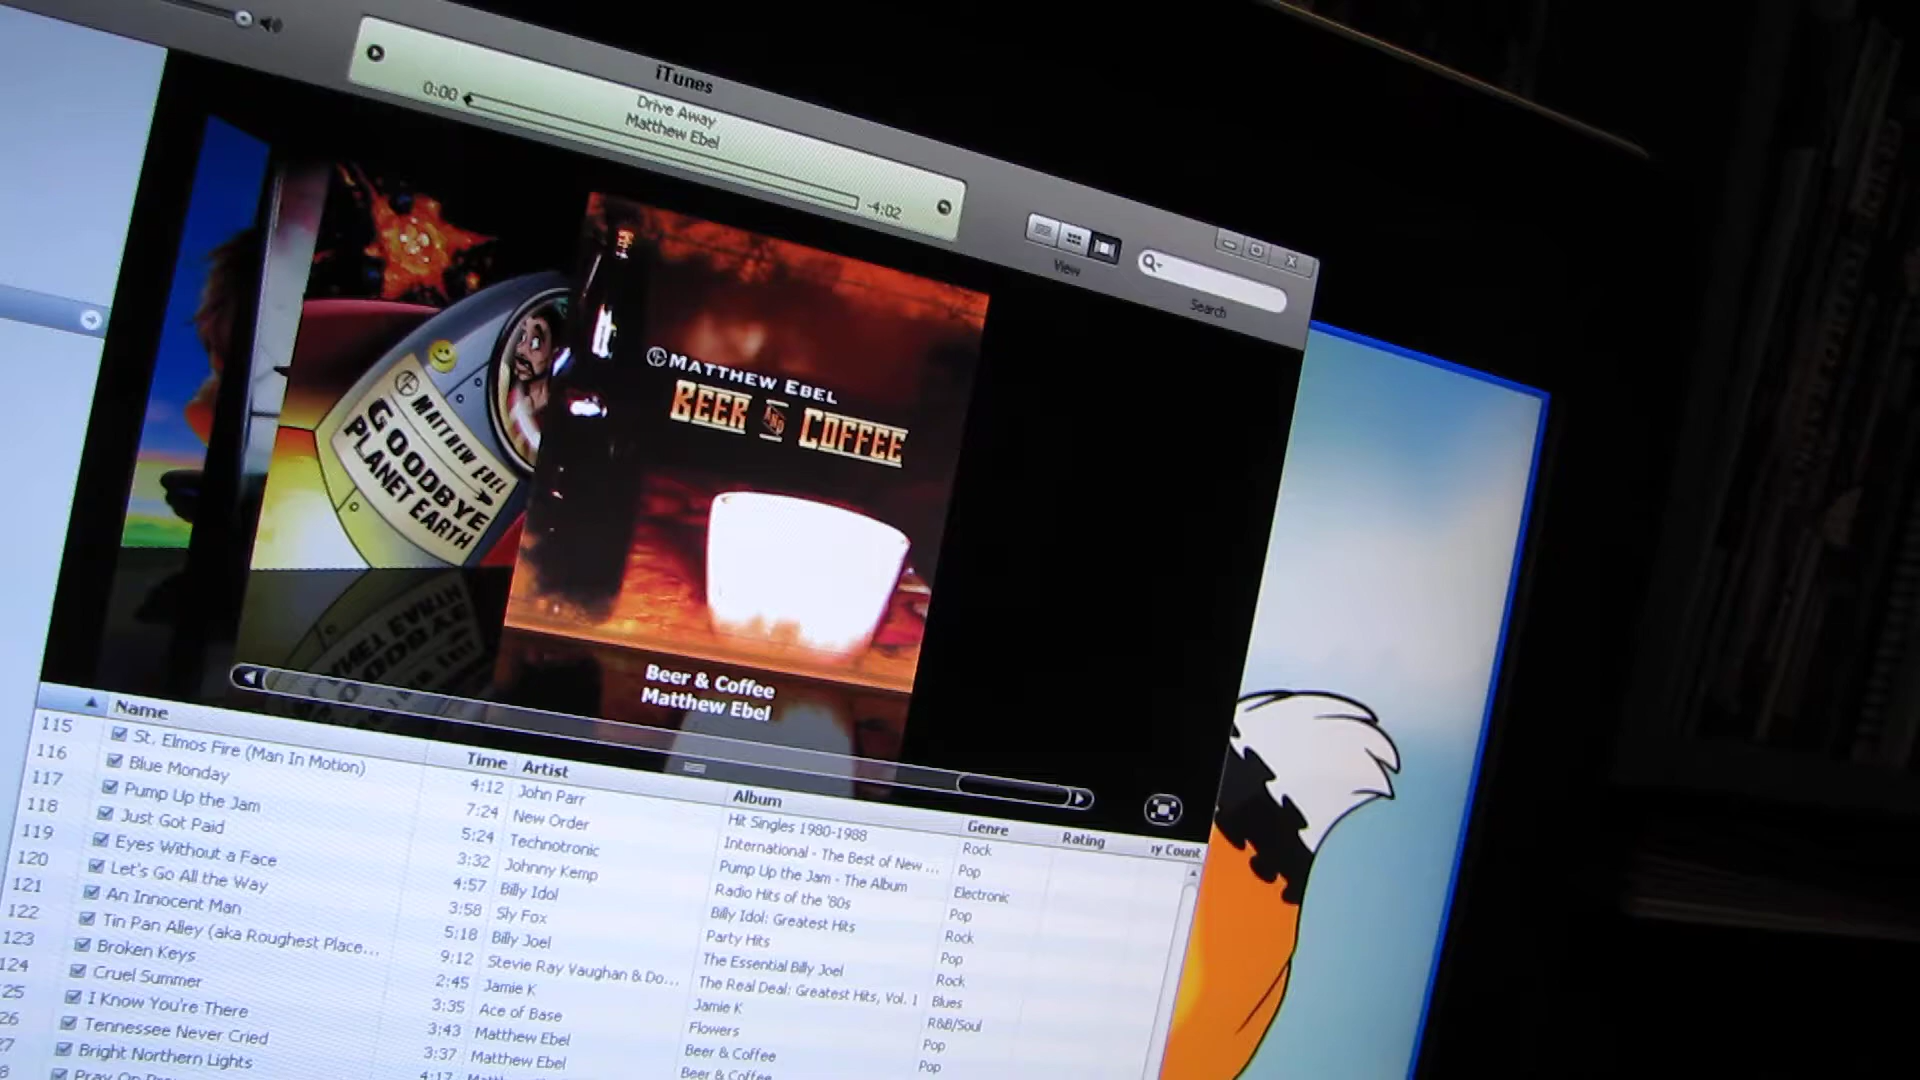 iTunes
Drive Away
Matthew Ebel
0:00
-4:02
View
Search
MATTHEW EBEL
GOODBYE
PLANET EARTH
MATTHEW EBEL
BEER AND COFFEE
Beer & Coffee
Matthew Ebel
Name Time Artist Album Genre Rating y Count
115 St. Elmos Fire (Man In Motion) 4:12 John Parr Hit Singles 1980-1988 Rock
116 Blue Monday 7:24 New Order International - The Best of New ... Pop
117 Pump Up the Jam 5:24 Technotronic Pump Up the Jam - The Album Electronic
118 Just Got Paid 3:32 Johnny Kemp Radio Hits of the '80s Pop
119 Eyes Without a Face 4:57 Billy Idol Billy Idol: Greatest Hits Rock
120 Let's Go All the Way 3:58 Sly Fox Party Hits Pop
121 An Innocent Man 5:18 Billy Joel The Essential Billy Joel Rock
122 Tin Pan Alley (aka Roughest Place... 9:12 Stevie Ray Vaughan & Do... The Real Deal: Greatest Hits, Vol. 1 Blues
123 Broken Keys 2:45 Jamie K Jamie K R&B/Soul
124 Cruel Summer 3:35 Ace of Base Flowers Pop
25 I Know You're There 3:43 Matthew Ebel Beer & Coffee Pop
26 Tennessee Never Cried 3:37 Matthew Ebel Beer & Coffee
27 Bright Northern Lights 4:17
8 Pray On